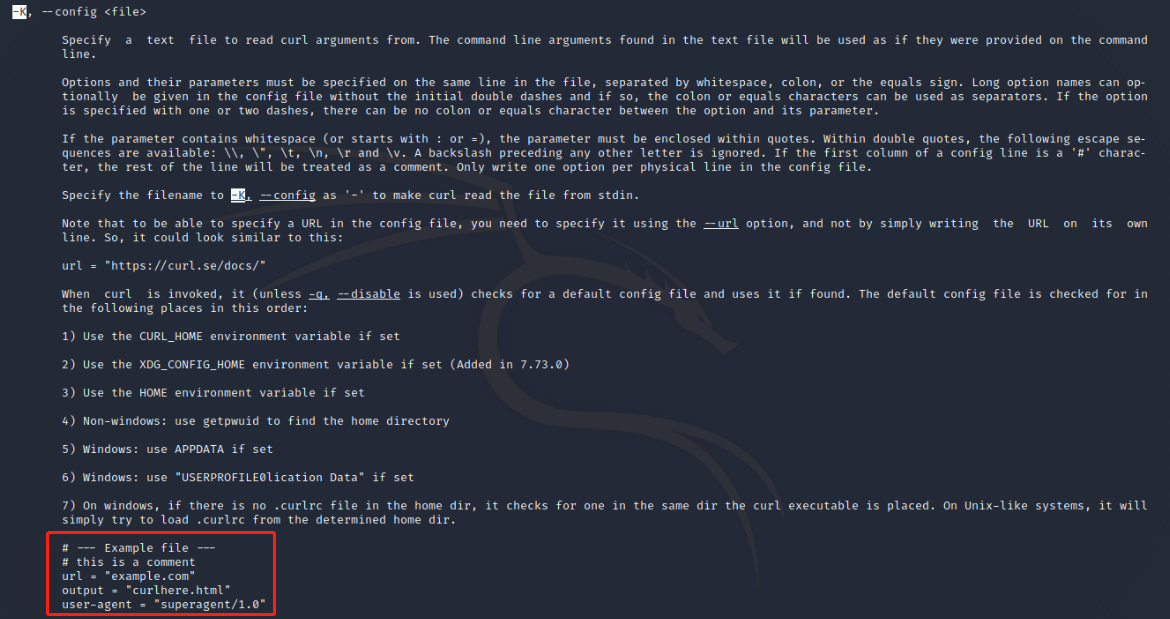 -K, --config <file>
Specify a text file to read curl arguments from. The command line arguments found in the text file will be used as if they were provided on the command
line.
Options and their parameters must be specified on the same line in the file, separated by whitespace, colon, or the equals sign. Long option names can op-
tionally be given in the config file without the initial double dashes and if so, the colon or equals characters can be used as separators. If the option
is specified with one or two dashes, there can be no colon or equals character between the option and its parameter.
If the parameter contains whitespace (or starts with : or =), the parameter must be enclosed within quotes. Within double quotes, the following escape se-
quences are available: \\, \", \t, \n, \r and \v. A backslash preceding any other letter is ignored. If the first column of a config line is a '#' charac-
ter, the rest of the line will be treated as a comment. Only write one option per physical line in the config file.
Specify the filename to -K, --config as '-' to make curl read the file from stdin.
Note that to be able to specify a URL in the config file, you need to specify it using the --url option, and not by simply writing the URL on its own
line. So, it could look similar to this:
url = "https://curl.se/docs/"
When curl is invoked, it (unless -q, --disable is used) checks for a default config file and uses it if found. The default config file is checked for in
the following places in this order:
1) Use the CURL_HOME environment variable if set
2) Use the XDG_CONFIG_HOME environment variable if set (Added in 7.73.0)
3) Use the HOME environment variable if set
4) Non-windows: use getpwuid to find the home directory
5) Windows: use APPDATA if set
6) Windows: use "USERPROFILE0lication Data" if set
7) On windows, if there is no .curlrc file in the home dir, it checks for one in the same dir the curl executable is placed. On Unix-like systems, it will
simply try to load .curlrc from the determined home dir.
# --- Example file ---
# this is a comment
url = "example.com"
output = "curlhere.html"
user-agent = "superagent/1.0"